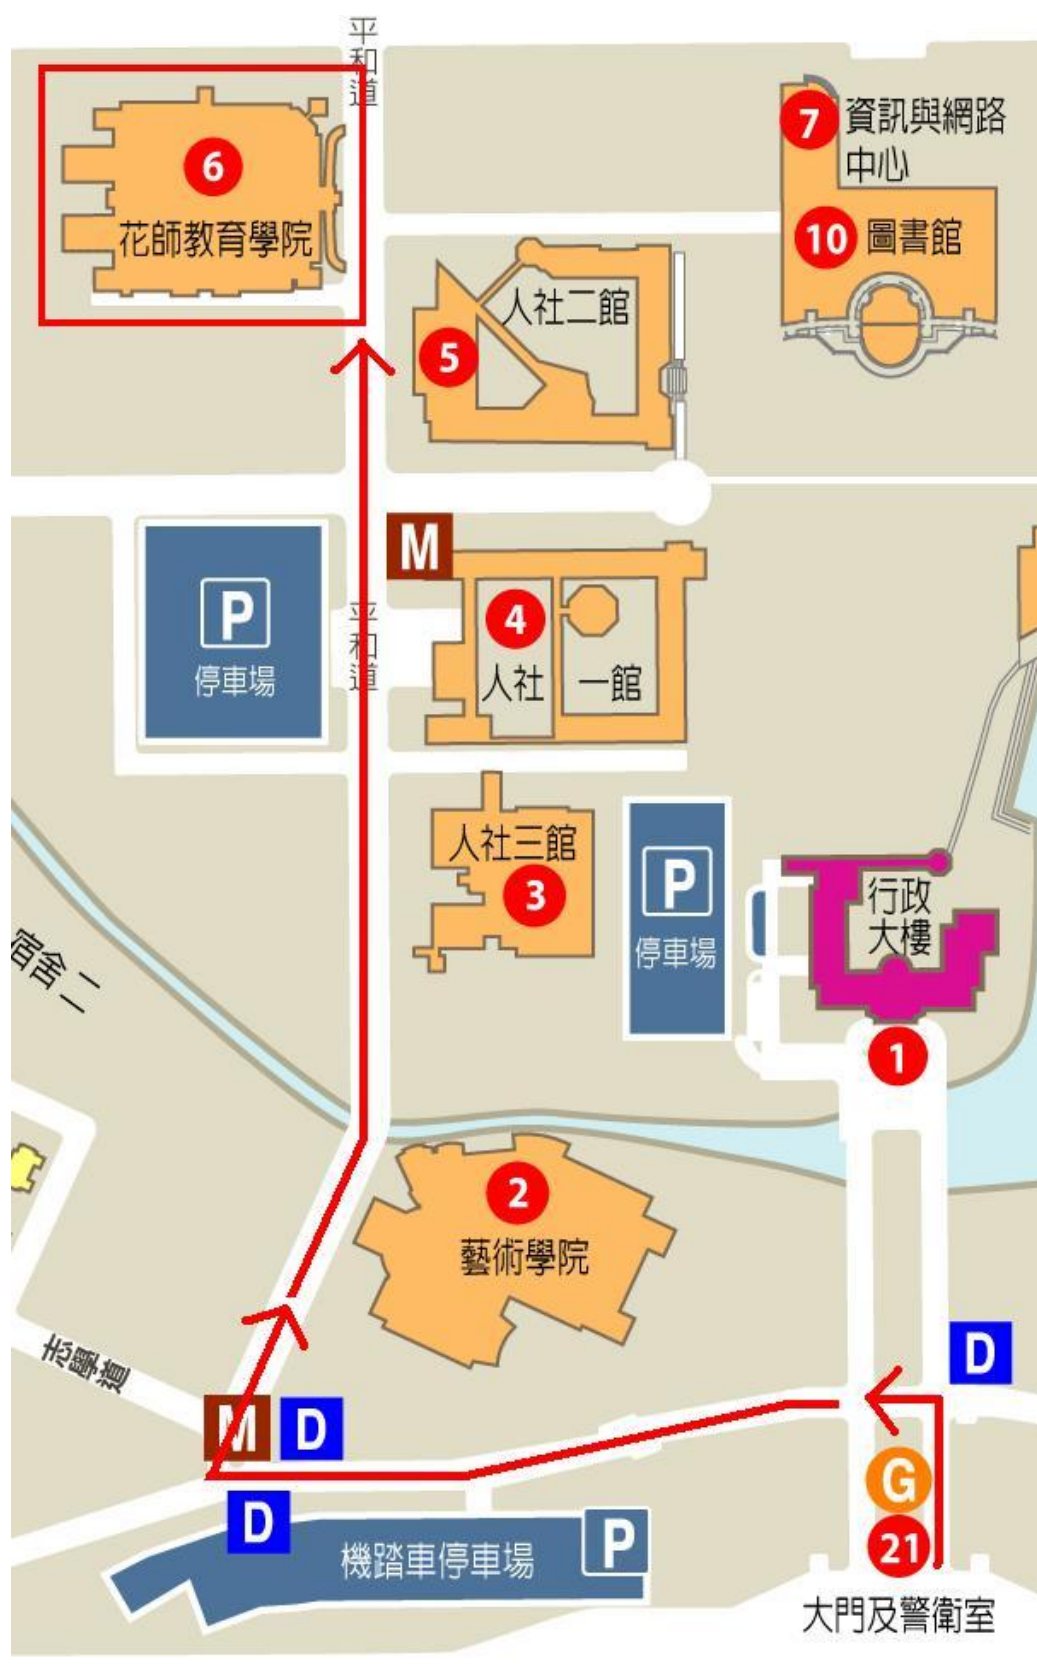 平和道
7
資訊與網路
中心
6
花師教育學院
10
圖書館
人社二館
5
M
P
停車場
平和道
4
人社
一館
人社三館
3
P
停車場
行政
大樓
宿舍二
1
2
藝術學院
志學道
D
M
D
G
D
21
機踏車停車場
P
大門及警衛室